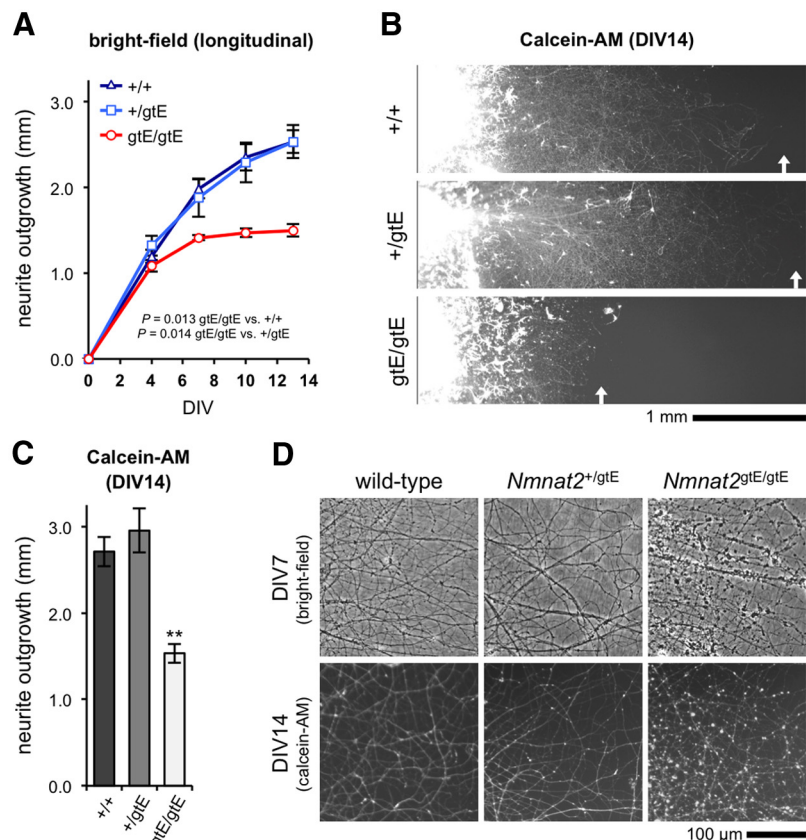 A
bright-field (longitudinal)
+/+
+/gtE
gtE/gtE
neurite outgrowth (mm)
3.0
2.0
1.0
0.0
P = 0.013 gtE/gtE vs. +/+
P = 0.014 gtE/gtE vs. +/gtE
0 2 4 6 8 10 12 14
DIV
B
Calcein-AM (DIV14)
+/+
+/gtE
gtE/gtE
1 mm
C
Calcein-AM
(DIV14)
neurite outgrowth (mm)
3.0
2.0
1.0
0.0
**
+/+
+/gtE
gtE/gtE
D
wild-type Nmnat2+/gtE Nmnat2gtE/gtE
DIV7
(bright-field)
DIV14
(calcein-AM)
100 µm